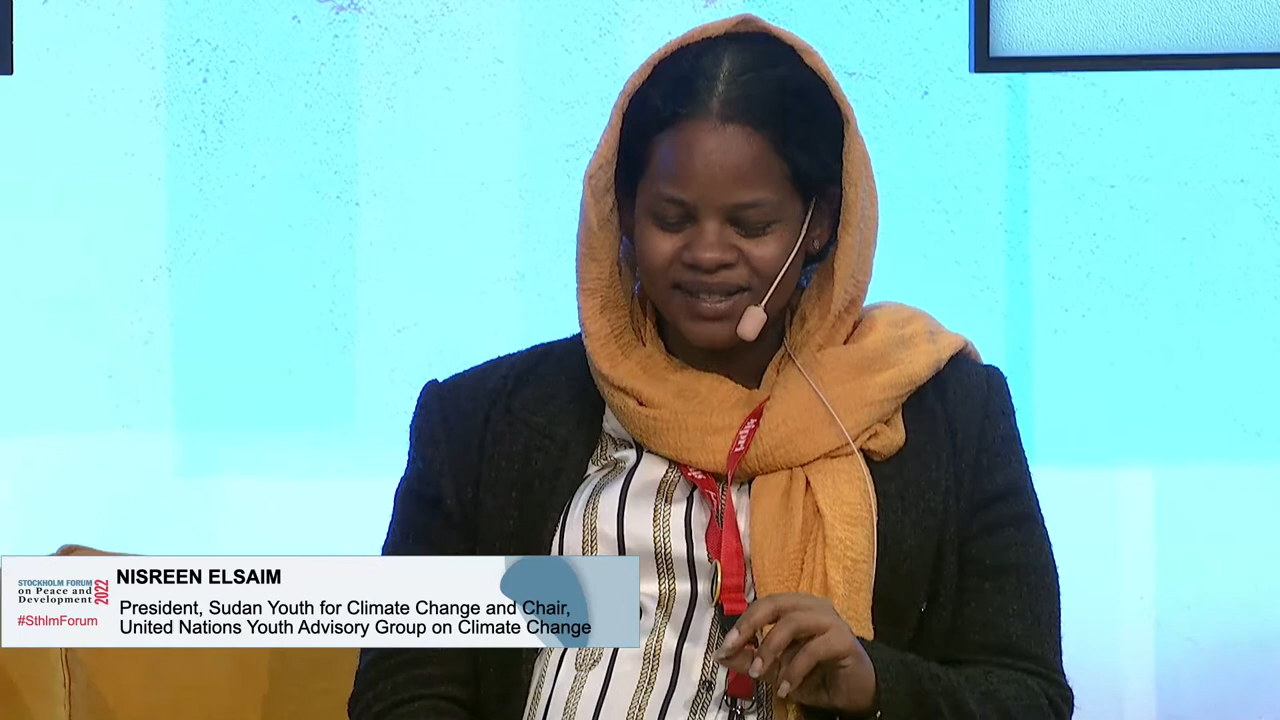 STOCKHOLM FORUM
on Peace and
Development
2022
#SthlmForum
NISREEN ELSAIM
President, Sudan Youth for Climate Change and Chair,
United Nations Youth Advisory Group on Climate Change
sipri